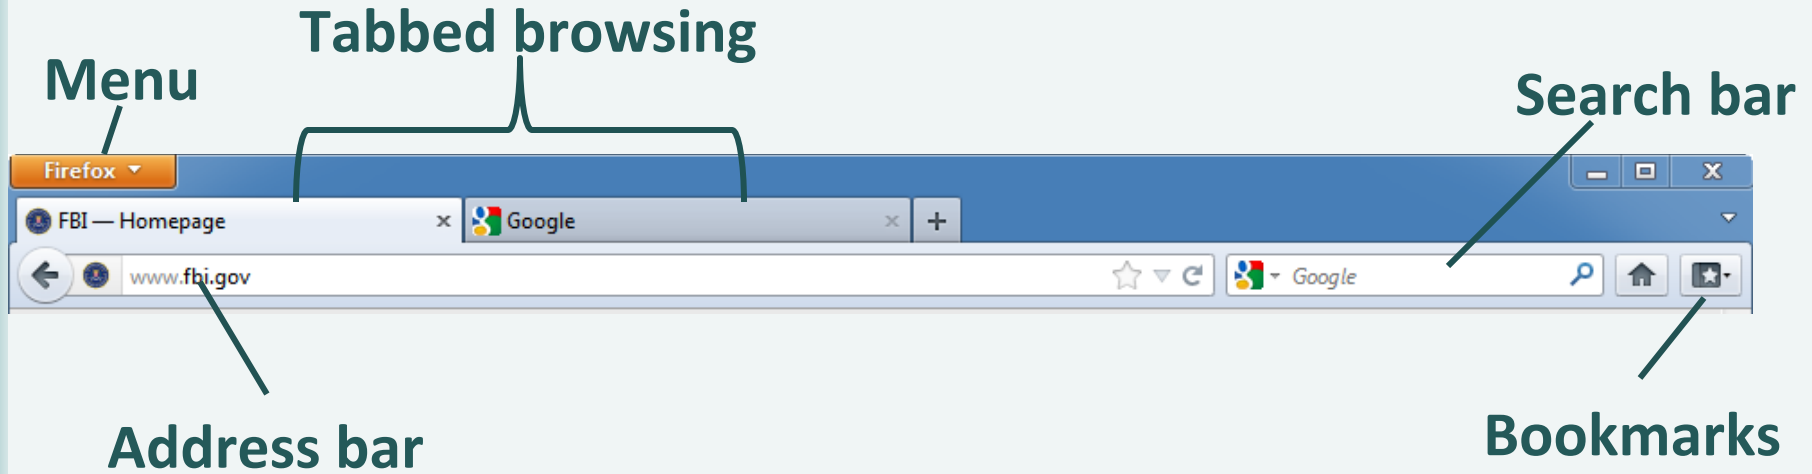 Tabbed browsing
Menu
Search bar
Firefox
FBI — Homepage
Google
www.fbi.gov
Google
Address bar
Bookmarks